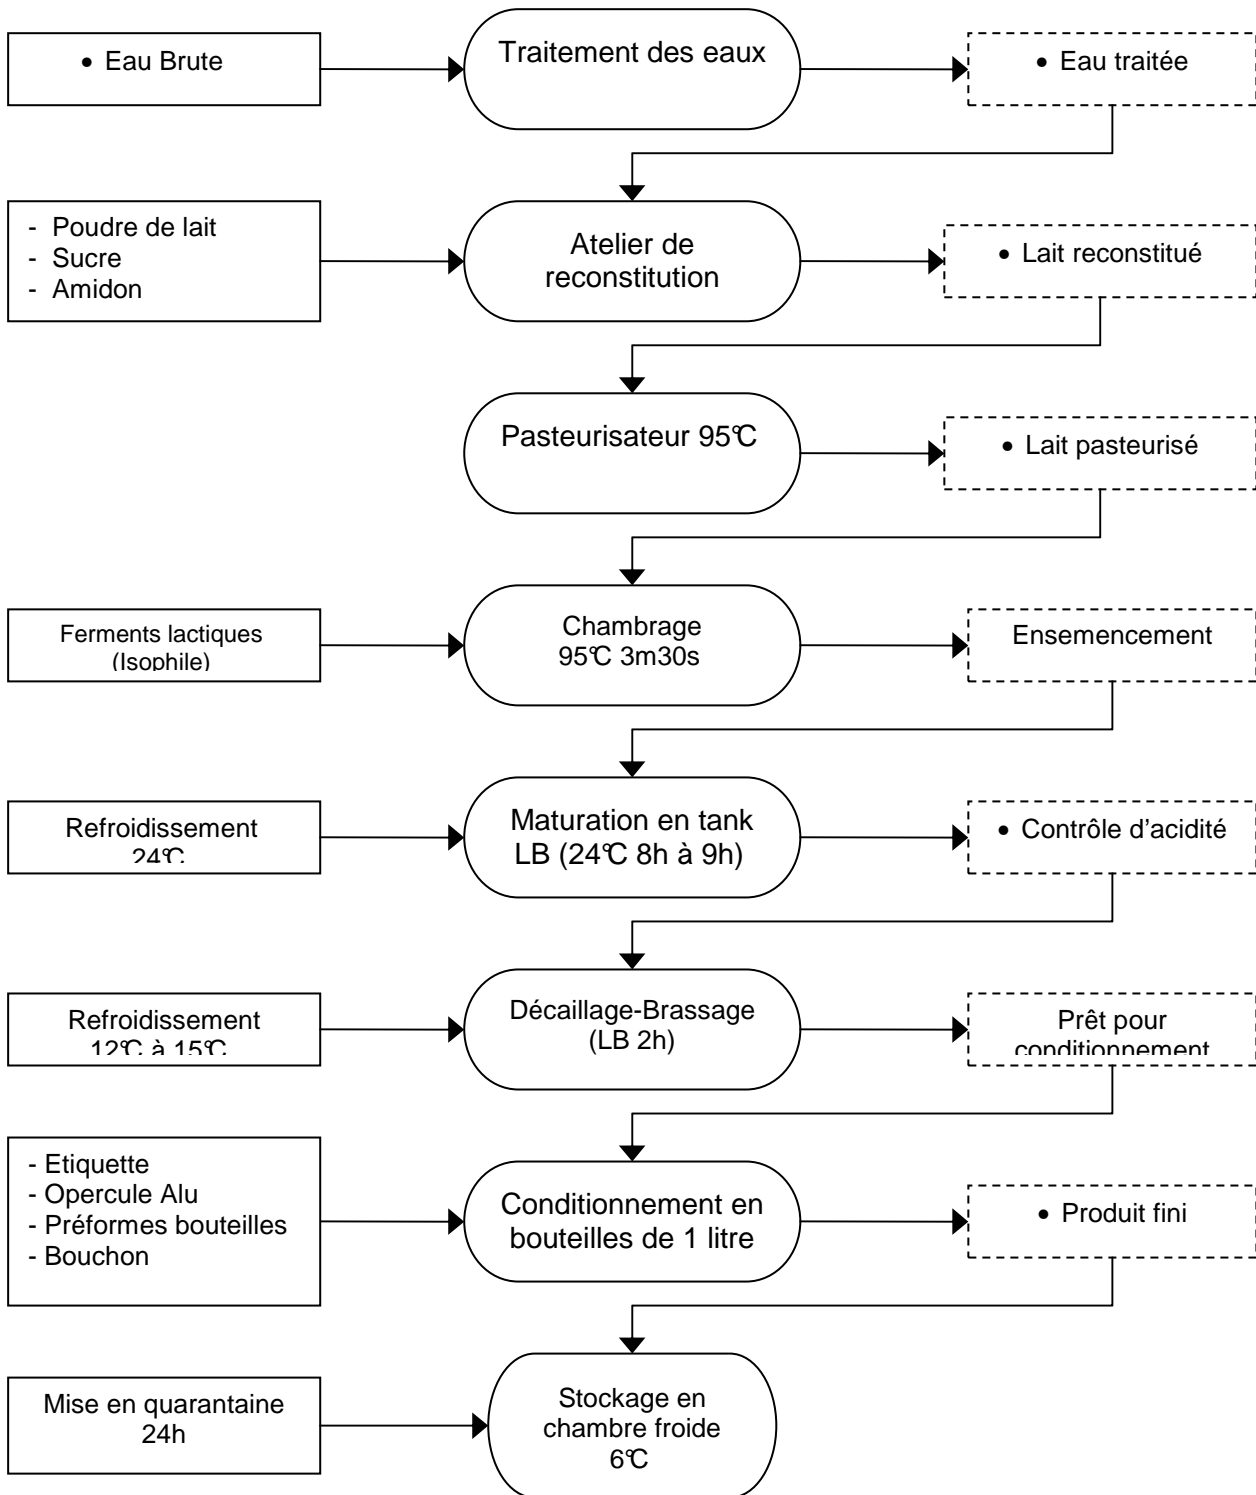 • Eau Brute
Traitement des eaux
• Eau traitée
- Poudre de lait
- Sucre
- Amidon
Atelier de
reconstitution
• Lait reconstitué
Pasteurisateur 95°C
• Lait pasteurisé
Ferments lactiques
(Isophile)
Chambrage
95°C 3m30s
Ensemencement
Refroidissement
24°C
Maturation en tank
LB (24°C 8h à 9h)
• Contrôle d’acidité
Refroidissement
12°C à 15°C
Décaillage-Brassage
(LB 2h)
Prêt pour
conditionnement
- Etiquette
- Opercule Alu
- Préformes bouteilles
- Bouchon
Conditionnement en
bouteilles de 1 litre
• Produit fini
Mise en quarantaine
24h
Stockage en
chambre froide
6°C